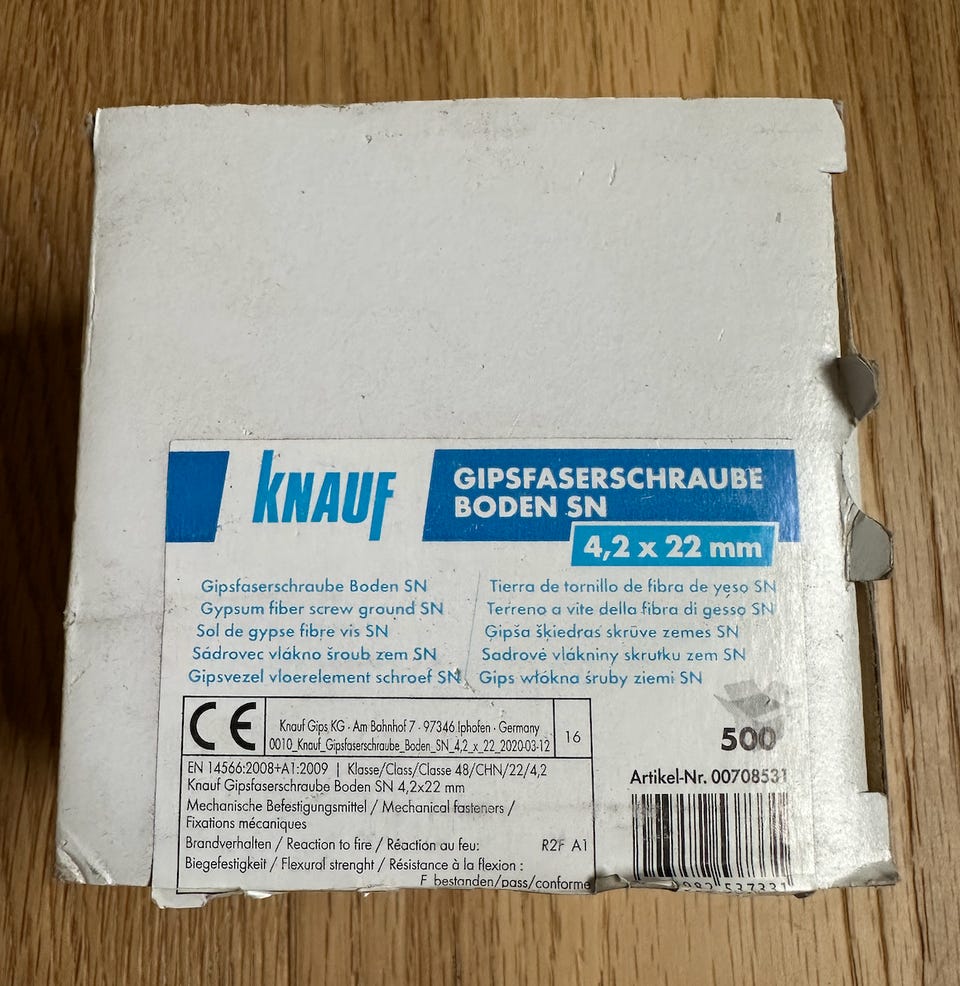 KNAUF
GIPSFASERSCHRAUBE
BODEN SN
4,2 x 22 mm
Gipsfaserschraube Boden SN
Gypsum fiber screw ground SN
Sol de gypse fibre vis SN
Sádrovec vlákno šroub zem SN
Gipsvezel vloerelement schroef SN
Tierra de tornillo de fibra de yeso SN
Terreno a vite della fibra di gesso SN
Ģipša šķiedras skrūve zemes SN
Sadrové vlákniny skrutku zem SN
Gips włókna śruby ziemi SN
CE
Knauf Gips KG · Am Bahnhof 7 · 97346 Iphofen · Germany
0010_Knauf_Gipsfaserschraube_Boden_SN_4,2_x_22_2020-03-12
16
500
EN 14566:2008+A1:2009 | Klasse/Class/Classe 48/CHN/22/4,2
Knauf Gipsfaserschraube Boden SN 4,2x22 mm
Mechanische Befestigungsmittel / Mechanical fasteners /
Fixations mécaniques
Brandverhalten / Reaction to fire / Réaction au feu: R2F A1
Biegefestigkeit / Flexural strenght / Résistance à la flexion :
F bestanden/pass/conforme
Artikel-Nr. 00708531
982 537331